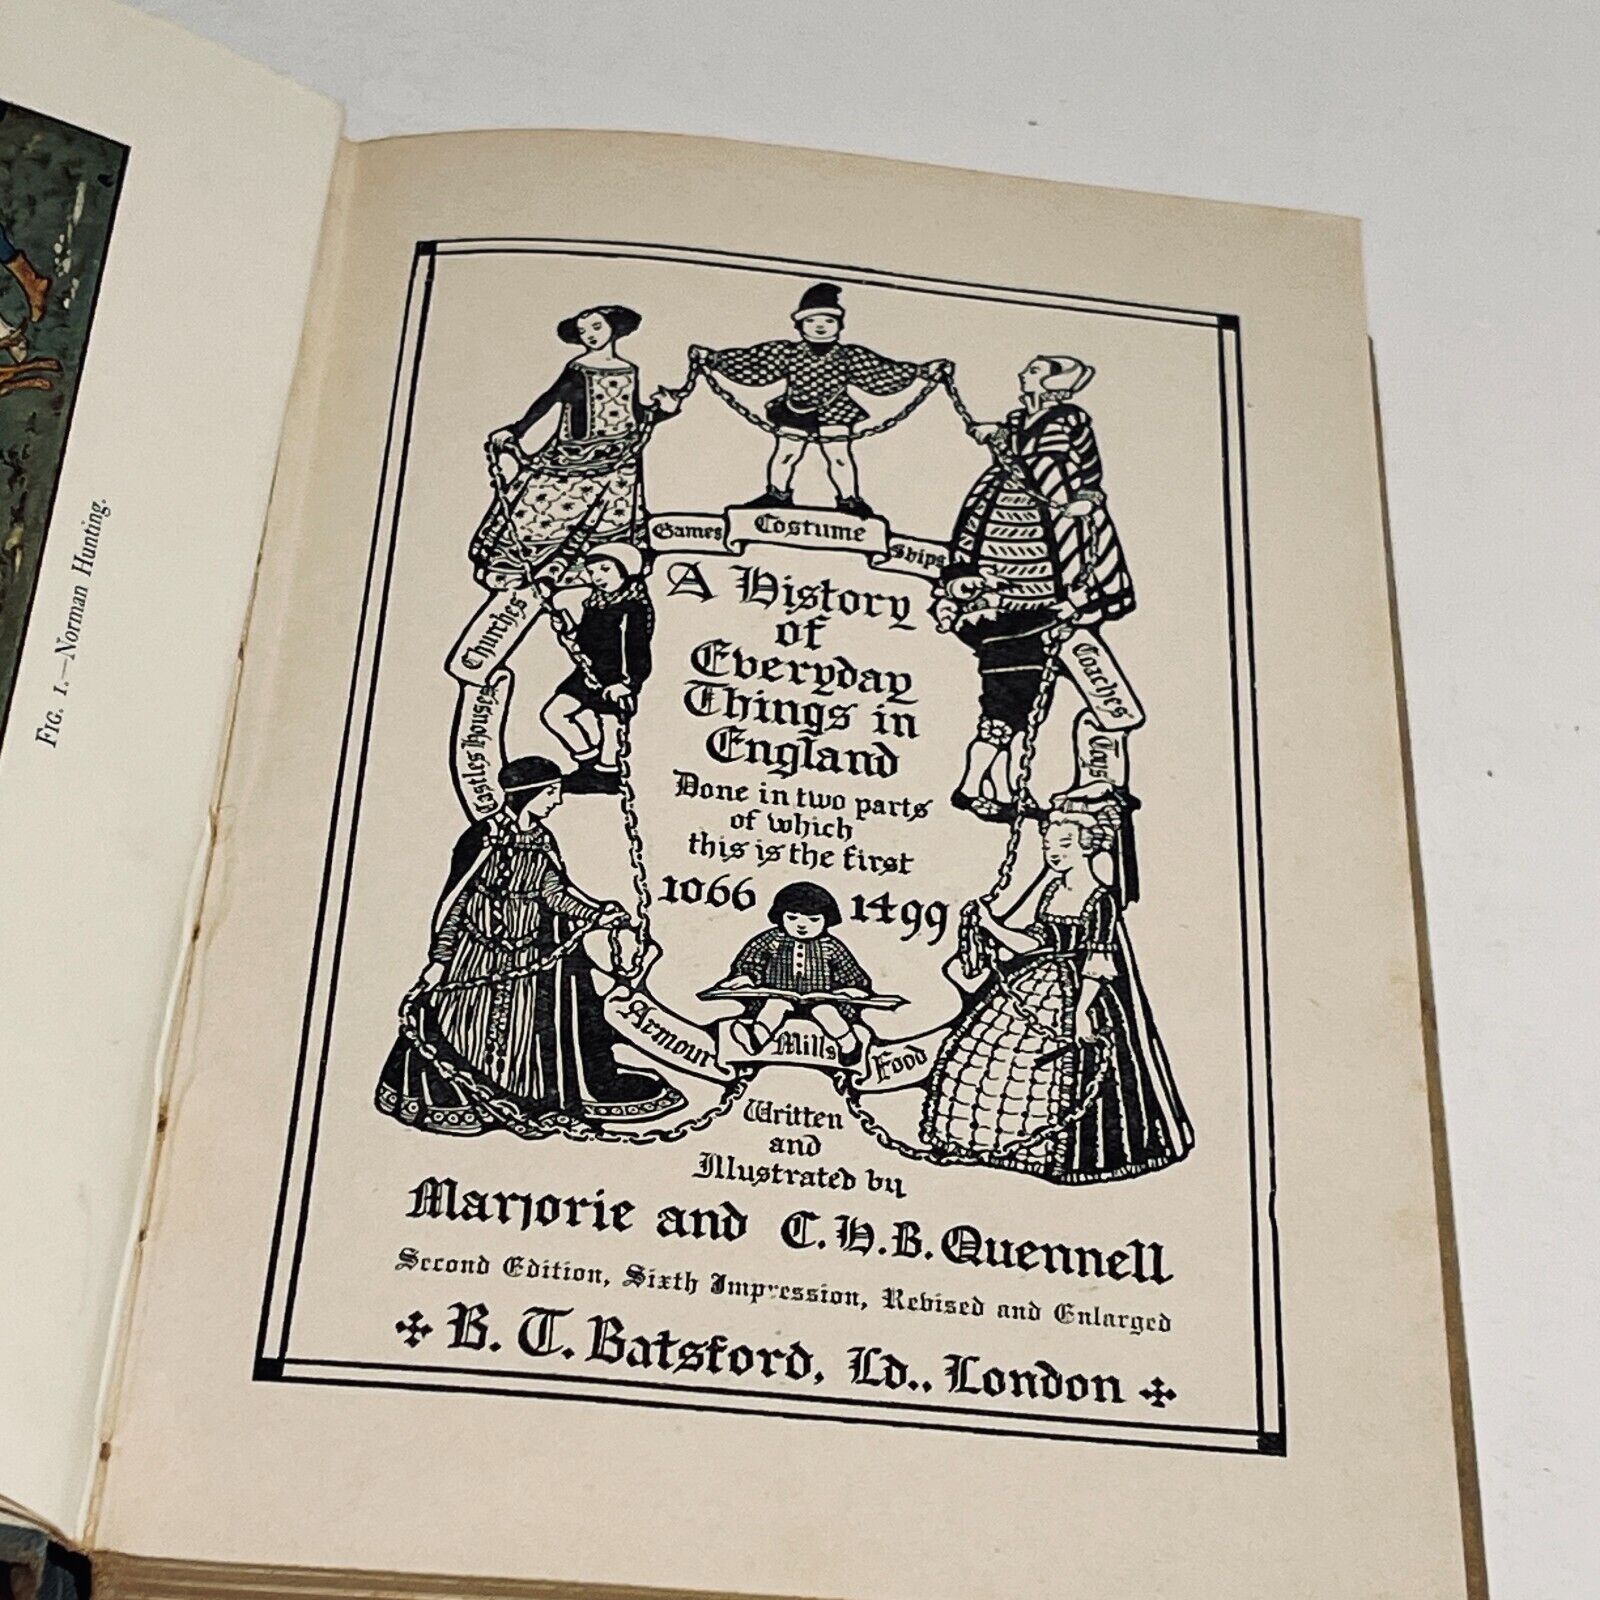 FIG. 1.—Norman Hunting.
Games
Costume
Ships
Churches
Castles Houses
Coaches
Toys
A History
of
Everyday
Things in
England
Done in two parts
of which
this is the first
1066 1499
Armour
Mills
Food
Written
and
Illustrated by
Marjorie and C. H. B. Quennell
Second Edition, Sixth Impression, Revised and Enlarged
B. T. Batsford, Ld., London